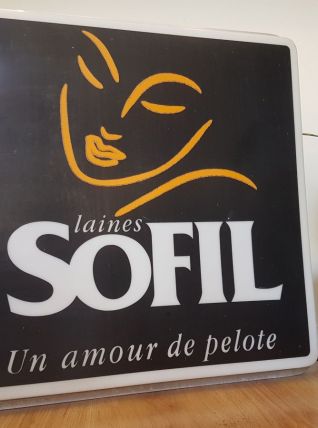 laines
SOFIL
Un amour de pelote